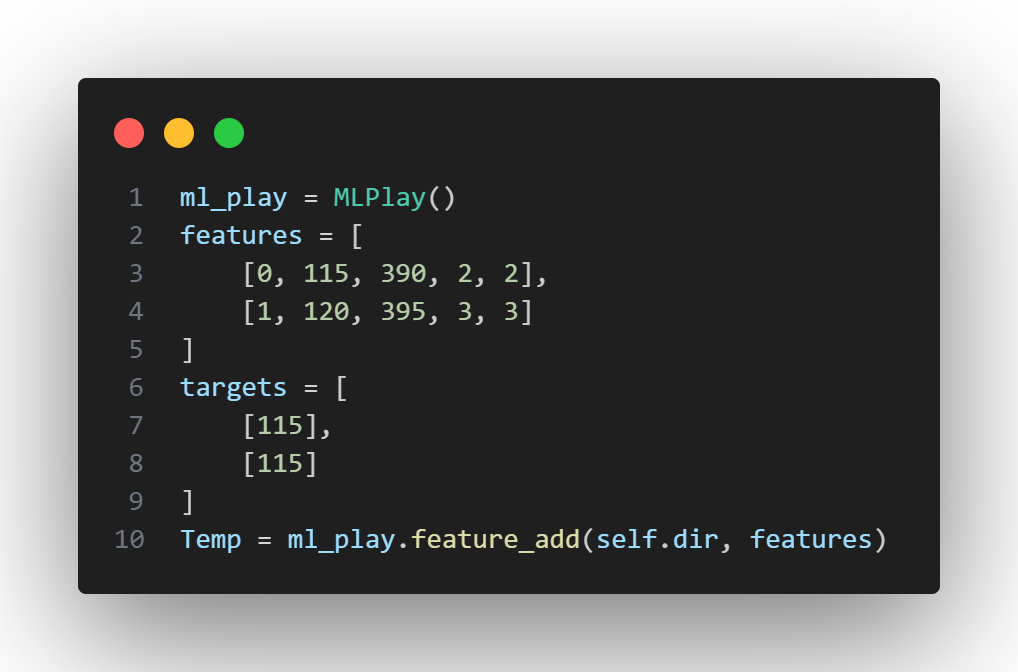 1 ml_play = MLPlay()
2 features = [
3     [0, 115, 390, 2, 2],
4     [1, 120, 395, 3, 3]
5 ]
6 targets = [
7     [115],
8     [115]
9 ]
10 Temp = ml_play.feature_add(self.dir, features)